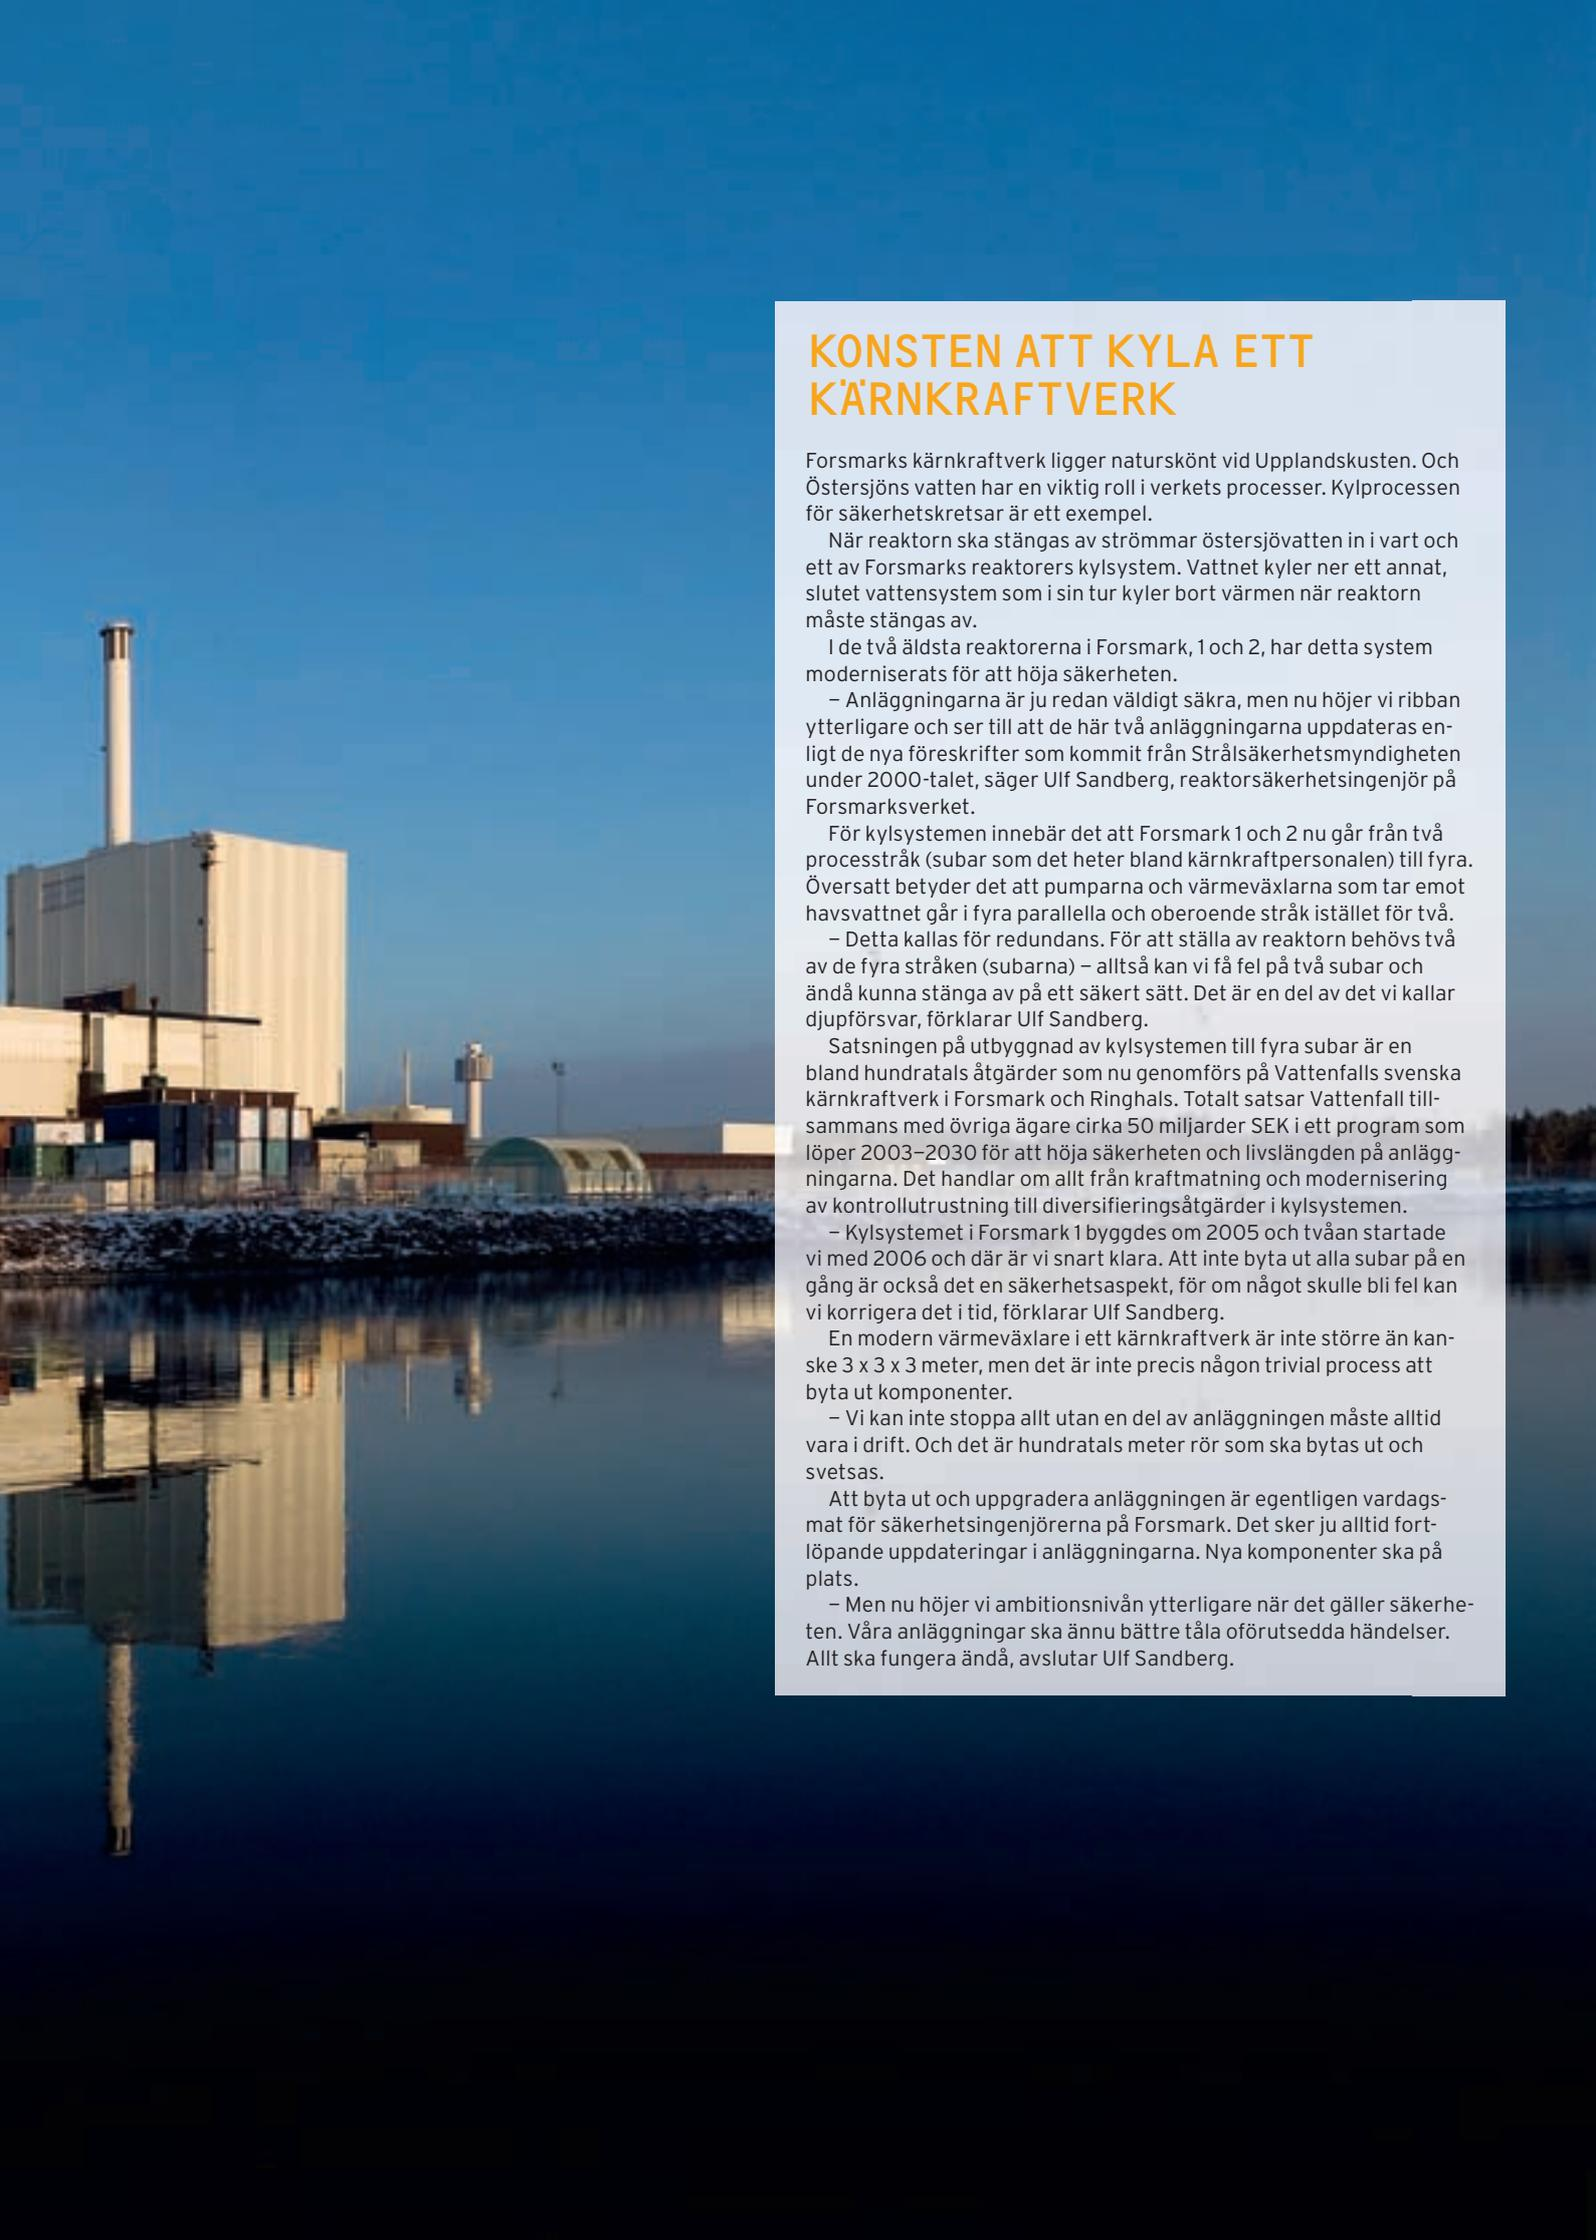 KONSTEN ATT KYLA ETT
KÄRNKRAFTVERK
Forsmarks kärnkraftverk ligger naturskönt vid Upplandskusten. Och
Östersjöns vatten har en viktig roll i verkets processer. Kylprocessen
för säkerhetskretsar är ett exempel.
När reaktorn ska stängas av strömmar östersjövatten in i vart och
ett av Forsmarks reaktorers kylsystem. Vattnet kyler ner ett annat,
slutet vattensystem som i sin tur kyler bort värmen när reaktorn
måste stängas av.
I de två äldsta reaktorerna i Forsmark, 1 och 2, har detta system
moderniserats för att höja säkerheten.
– Anläggningarna är ju redan väldigt säkra, men nu höjer vi ribban
ytterligare och ser till att de här två anläggningarna uppdateras en-
ligt de nya föreskrifter som kommit från Strålsäkerhetsmyndigheten
under 2000-talet, säger Ulf Sandberg, reaktorsäkerhetsingenjör på
Forsmarksverket.
För kylsystemen innebär det att Forsmark 1 och 2 nu går från två
processtråk (subar som det heter bland kärnkraftpersonalen) till fyra.
Översatt betyder det att pumparna och värmeväxlarna som tar emot
havsvattnet går i fyra parallella och oberoende stråk istället för två.
– Detta kallas för redundans. För att ställa av reaktorn behövs två
av de fyra stråken (subarna) – alltså kan vi få fel på två subar och
ändå kunna stänga av på ett säkert sätt. Det är en del av det vi kallar
djupförsvar, förklarar Ulf Sandberg.
Satsningen på utbyggnad av kylsystemen till fyra subar är en
bland hundratals åtgärder som nu genomförs på Vattenfalls svenska
kärnkraftverk i Forsmark och Ringhals. Totalt satsar Vattenfall till-
sammans med övriga ägare cirka 50 miljarder SEK i ett program som
löper 2003–2030 för att höja säkerheten och livslängden på anlägg-
ningarna. Det handlar om allt från kraftmatning och modernisering
av kontrollutrustning till diversifieringsåtgärder i kylsystemen.
– Kylsystemet i Forsmark 1 byggdes om 2005 och tvåan startade
vi med 2006 och där är vi snart klara. Att inte byta ut alla subar på en
gång är också det en säkerhetsaspekt, för om något skulle bli fel kan
vi korrigera det i tid, förklarar Ulf Sandberg.
En modern värmeväxlare i ett kärnkraftverk är inte större än kan-
ske 3 x 3 x 3 meter, men det är inte precis någon trivial process att
byta ut komponenter.
– Vi kan inte stoppa allt utan en del av anläggningen måste alltid
vara i drift. Och det är hundratals meter rör som ska bytas ut och
svetsas.
Att byta ut och uppgradera anläggningen är egentligen vardags-
mat för säkerhetsingenjörerna på Forsmark. Det sker ju alltid fort-
löpande uppdateringar i anläggningarna. Nya komponenter ska på
plats.
– Men nu höjer vi ambitionsnivån ytterligare när det gäller säkerhe-
ten. Våra anläggningar ska ännu bättre tåla oförutsedda händelser.
Allt ska fungera ändå, avslutar Ulf Sandberg.